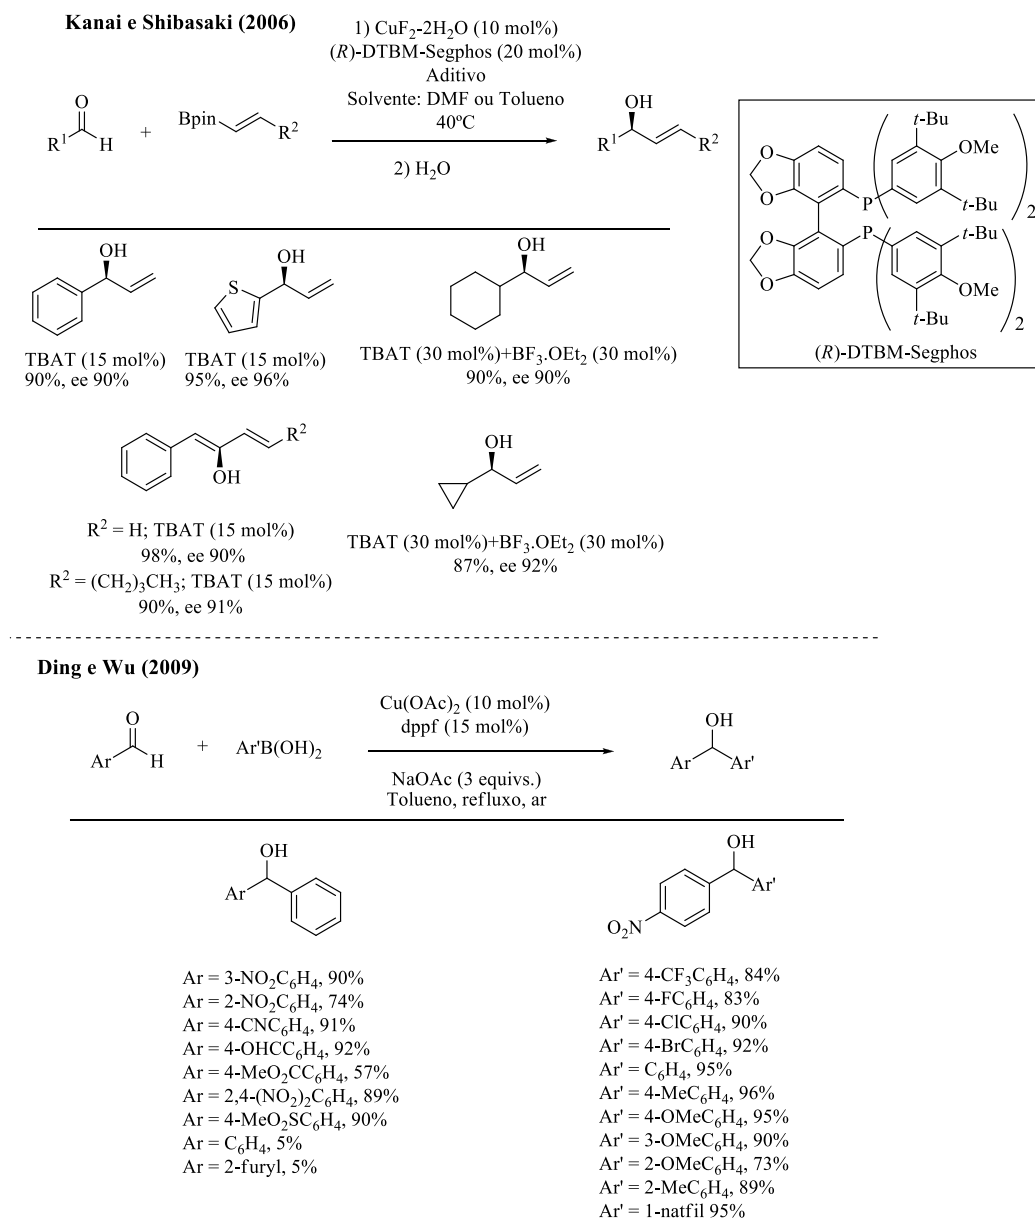 Kanai e Shibasaki (2006)
1) CuF2-2H2O (10 mol%)
(R)-DTBM-Segphos (20 mol%)
Aditivo
Solvente: DMF ou Tolueno
40ºC
2) H2O
O
R1 H
+
Bpin R2
OH
R1 R2
t-Bu
OMe
t-Bu
2
O
O
P
P
O
O
t-Bu
OMe
t-Bu
2
(R)-DTBM-Segphos
OH
TBAT (15 mol%)
90%, ee 90%
OH
S
TBAT (15 mol%)
95%, ee 96%
OH
TBAT (30 mol%)+BF3.OEt2 (30 mol%)
90%, ee 90%
R2
OH
R2 = H; TBAT (15 mol%)
98%, ee 90%
R2 = (CH2)3CH3; TBAT (15 mol%)
90%, ee 91%
OH
TBAT (30 mol%)+BF3.OEt2 (30 mol%)
87%, ee 92%
Ding e Wu (2009)
O
Ar H
+
Ar'B(OH)2
Cu(OAc)2 (10 mol%)
dppf (15 mol%)
NaOAc (3 equivs.)
Tolueno, refluxo, ar
OH
Ar Ar'
OH
Ar
Ar = 3-NO2C6H4, 90%
Ar = 2-NO2C6H4, 74%
Ar = 4-CNC6H4, 91%
Ar = 4-OHCC6H4, 92%
Ar = 4-MeO2CC6H4, 57%
Ar = 2,4-(NO2)2C6H4, 89%
Ar = 4-MeO2SC6H4, 90%
Ar = C6H4, 5%
Ar = 2-furyl, 5%
OH
Ar'
O2N
Ar' = 4-CF3C6H4, 84%
Ar' = 4-FC6H4, 83%
Ar' = 4-ClC6H4, 90%
Ar' = 4-BrC6H4, 92%
Ar' = C6H4, 95%
Ar' = 4-MeC6H4, 96%
Ar' = 4-OMeC6H4, 95%
Ar' = 3-OMeC6H4, 90%
Ar' = 2-OMeC6H4, 73%
Ar' = 2-MeC6H4, 89%
Ar' = 1-natfil 95%